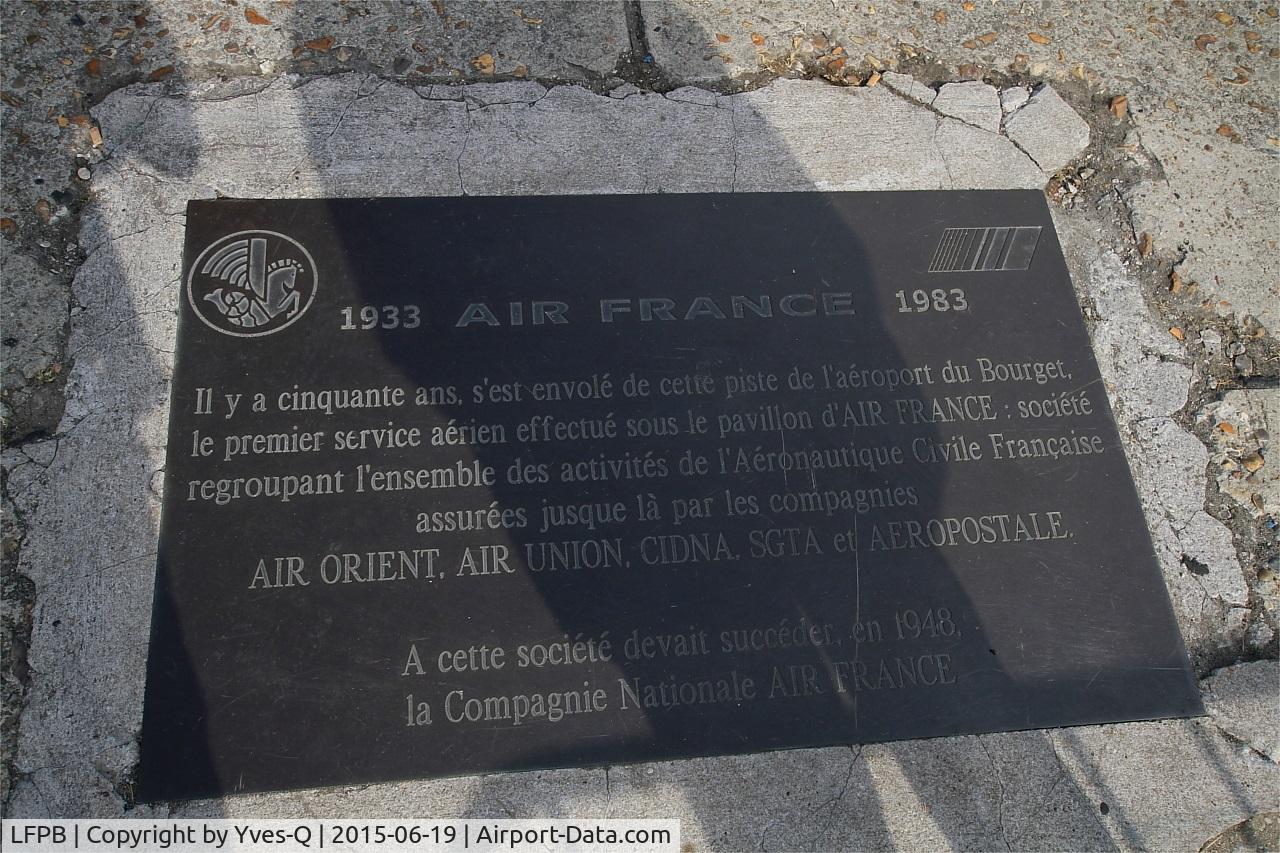 1933 AIR FRANCE 1983
Il y a cinquante ans, s'est envolé de cette piste de l'aéroport du Bourget,
le premier service aérien effectué sous le pavillon d'AIR FRANCE : société
regroupant l'ensemble des activités de l'Aéronautique Civile Française
assurées jusque là par les compagnies
AIR ORIENT, AIR UNION, CIDNA, SGTA et AEROPOSTALE.
A cette société devait succéder, en 1948,
la Compagnie Nationale AIR FRANCE
LFPB | Copyright by Yves-Q | 2015-06-19 | Airport-Data.com